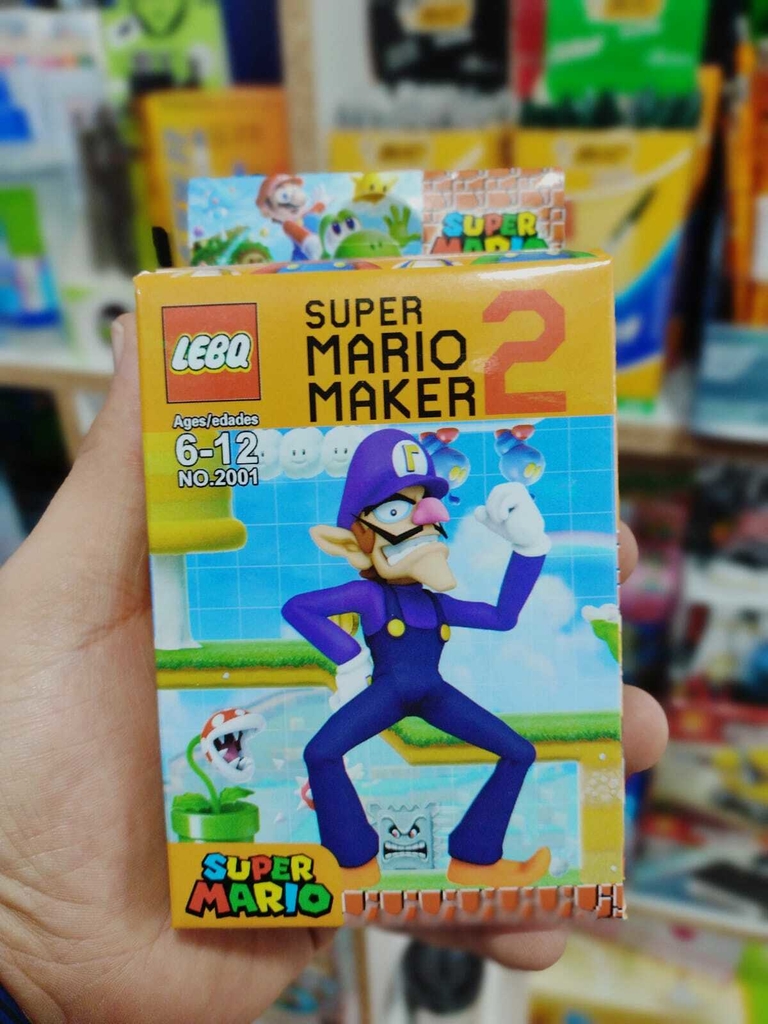 SUPER
MARIO
LEBQ
SUPER
MARIO
MAKER
2
Ages/edades
6-12
NO.2001
SUPER
MARIO